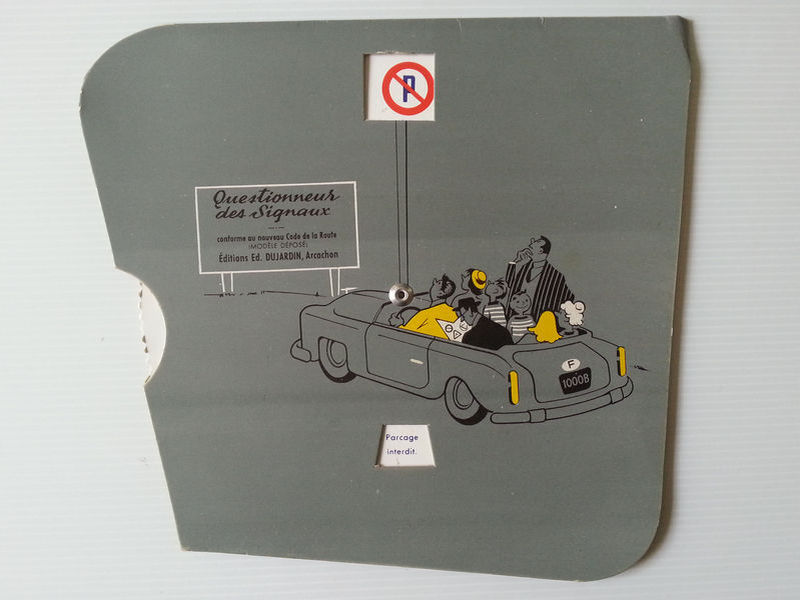 P
Questionneur
des Signaux
conforme au nouveau Code de la Route
(MODÈLE DÉPOSÉ)
Éditions Ed. DUJARDIN, Arcachon
F
1000B
Parcage
interdit.